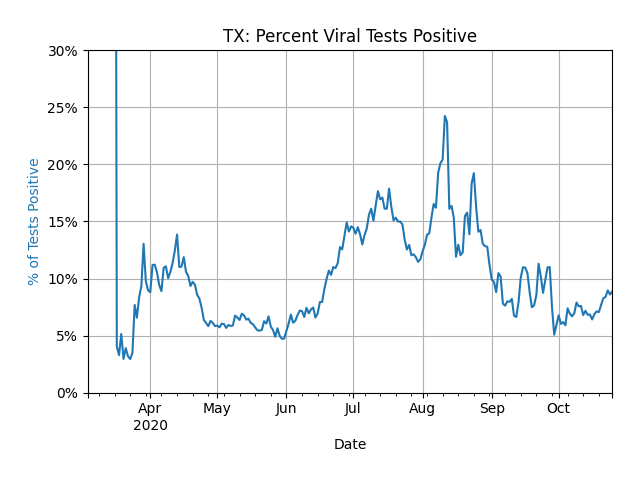 TX: Percent Viral Tests Positive
30%
25%
20%
15%
10%
5%
0%
% of Tests Positive
Apr May Jun Jul Aug Sep Oct
2020
Date